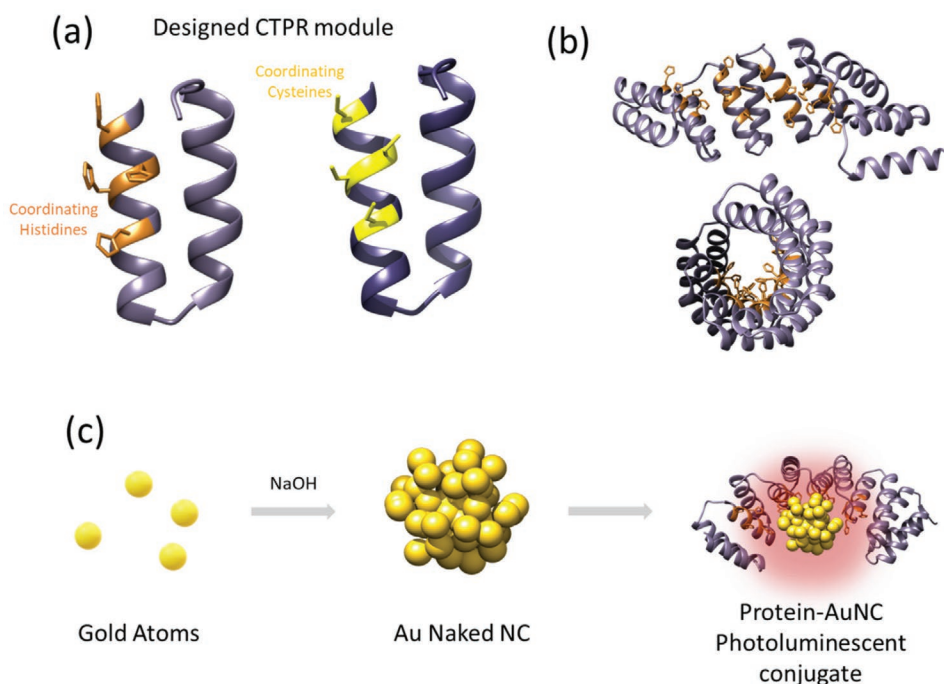 (a)
Designed CTPR module
Coordinating
Histidines
Coordinating
Cysteines
(b)
(c)
Gold Atoms
NaOH
Au Naked NC
Protein-AuNC
Photoluminescent
conjugate